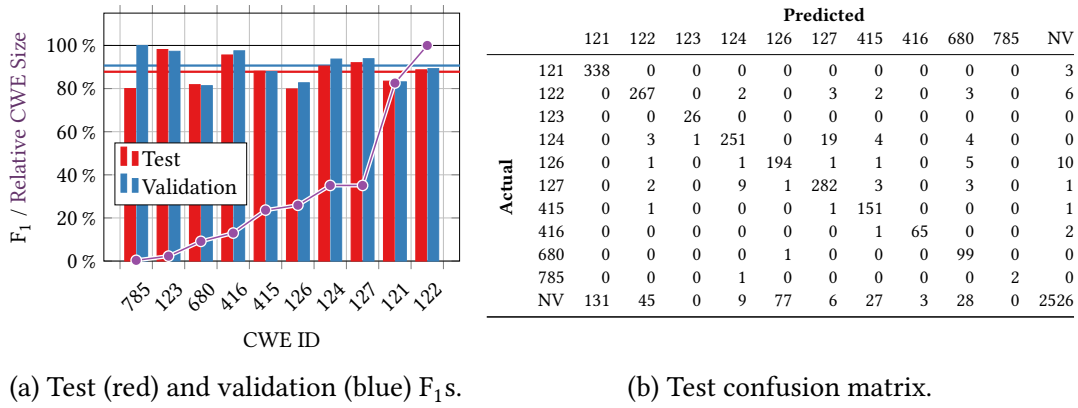 F₁ / Relative CWE Size
100 %
80 %
60 %
40 %
20 %
0 %
Test
Validation
785 123 680 416 415 126 124 127 121 122
CWE ID
(a) Test (red) and validation (blue) F₁s.
Predicted
121 122 123 124 126 127 415 416 680 785 NV
Actual
121 338 0 0 0 0 0 0 0 0 0 3
122 0 267 0 2 0 3 2 0 3 0 6
123 0 0 26 0 0 0 0 0 0 0 0
124 0 3 1 251 0 19 4 0 4 0 0
126 0 1 0 1 194 1 1 0 5 0 10
127 0 2 0 9 1 282 3 0 3 0 1
415 0 1 0 0 0 1 151 0 0 0 1
416 0 0 0 0 0 0 1 65 0 0 2
680 0 0 0 0 1 0 0 0 99 0 0
785 0 0 0 1 0 0 0 0 0 2 0
NV 131 45 0 9 77 6 27 3 28 0 2526
(b) Test confusion matrix.